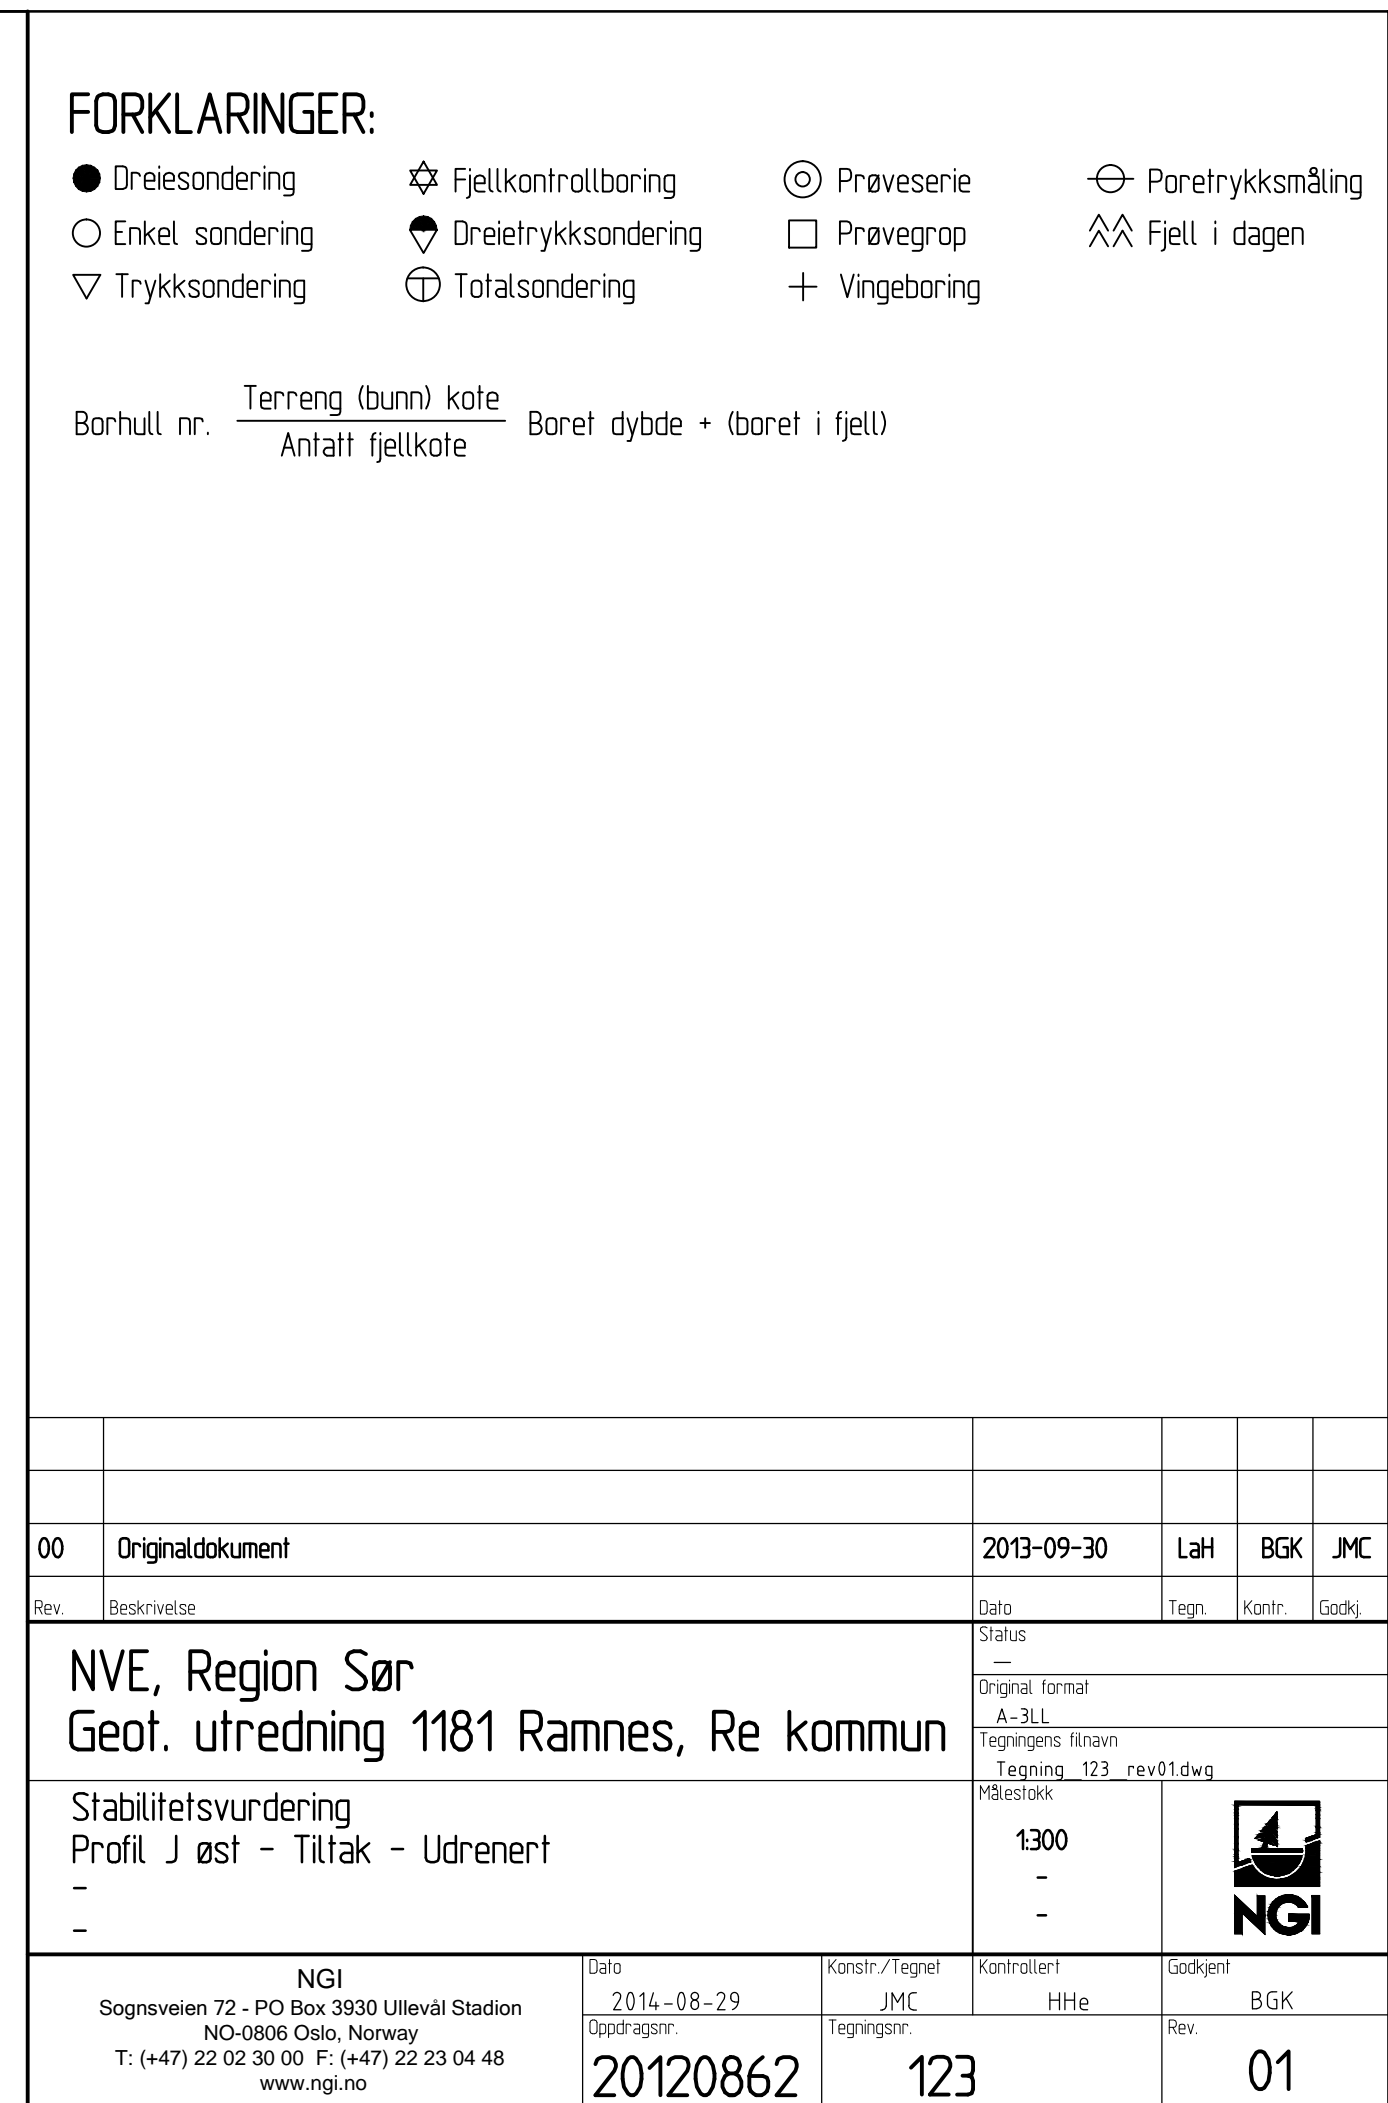 FORKLARINGER:
Dreiesondering Fjellkontrollboring Prøveserie Poretrykksmåling
Enkel sondering Dreietrykksondering Prøvegrop Fjell i dagen
Trykksondering Totalsondering Vingeboring
Terreng (bunn) kote
Borhull nr. Boret dybde + (boret i fjell)
Antatt fjellkote
00 Originaldokument 2013-09-30 LaH BGK JMC
Rev. Beskrivelse Dato Tegn. Kontr. Godkj.
NVE, Region Sør
Geot. utredning 1181 Ramnes, Re kommun
Status
—
Original format
A-3LL
Tegningens filnavn
Tegning_123_rev01.dwg
Stabilitetsvurdering
Profil J øst - Tiltak - Udrenert
-
-
Målestokk
1:300
-
-
NGI
NGI
Sognsveien 72 - PO Box 3930 Ullevål Stadion
NO-0806 Oslo, Norway
T: (+47) 22 02 30 00 F: (+47) 22 23 04 48
www.ngi.no
Dato Konstr./Tegnet Kontrollert Godkjent
2014-08-29 JMC HHe BGK
Oppdragsnr. Tegningsnr. Rev.
20120862 123 01